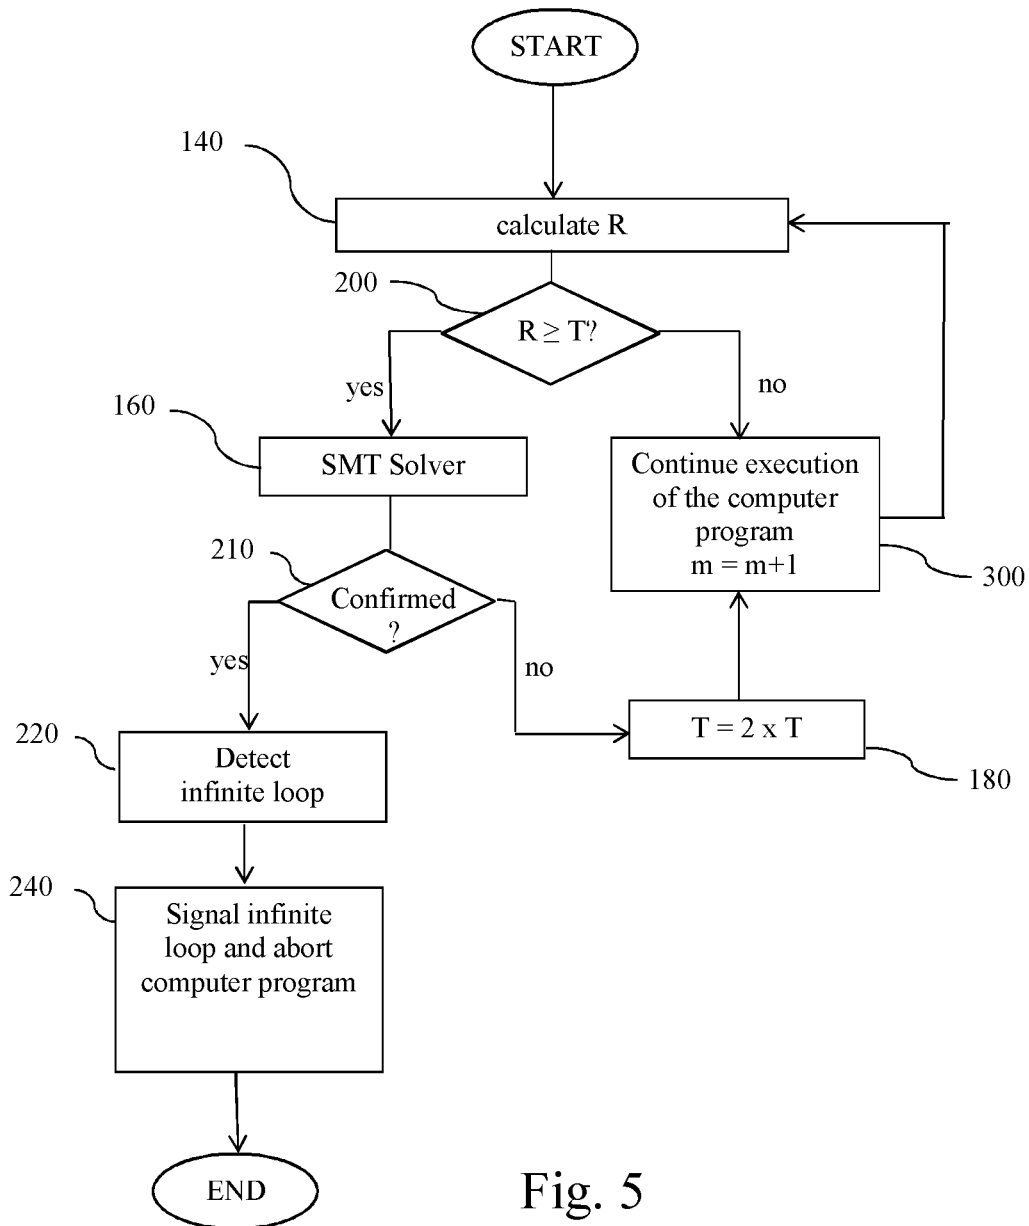 START
140
calculate R
200
R ≥ T?
yes
no
160
SMT Solver
Continue execution
of the computer
program
m = m+1
300
210
Confirmed
?
yes
no
220
Detect
infinite loop
T = 2 x T
180
240
Signal infinite
loop and abort
computer program
END
Fig. 5